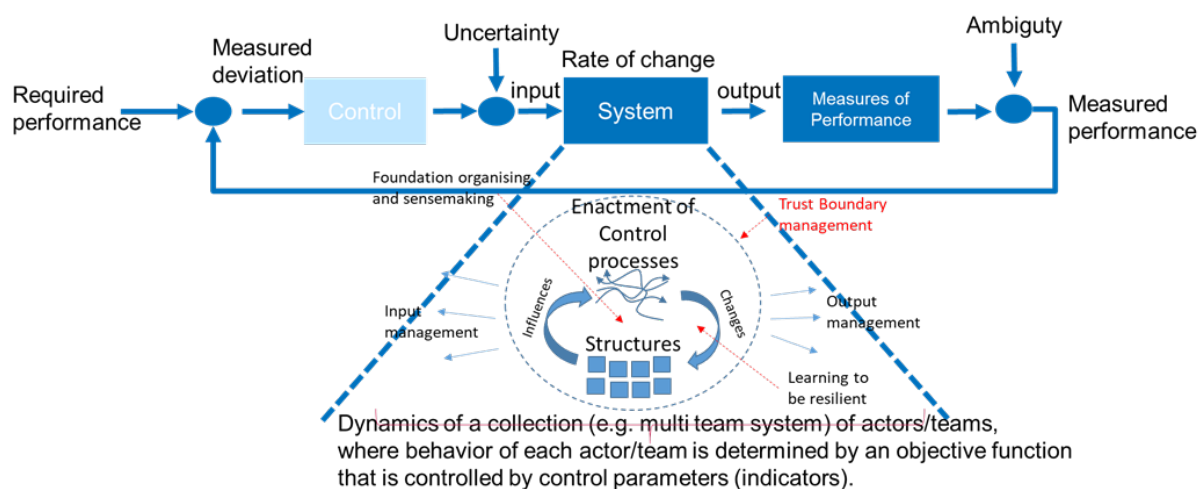 Uncertainty
Ambiguty
Measured
deviation
Rate of change
Required
performance
Control
input
System
output
Measures of
Performance
Measured
performance
Foundation organising
and sensemaking
Trust Boundary
management
Enactment of
Control
processes
Influences
Changes
Input
management
Output
management
Structures
Learning to
be resilient
Dynamics of a collection (e.g. multi team system) of actors/teams,
where behavior of each actor/team is determined by an objective function
that is controlled by control parameters (indicators).